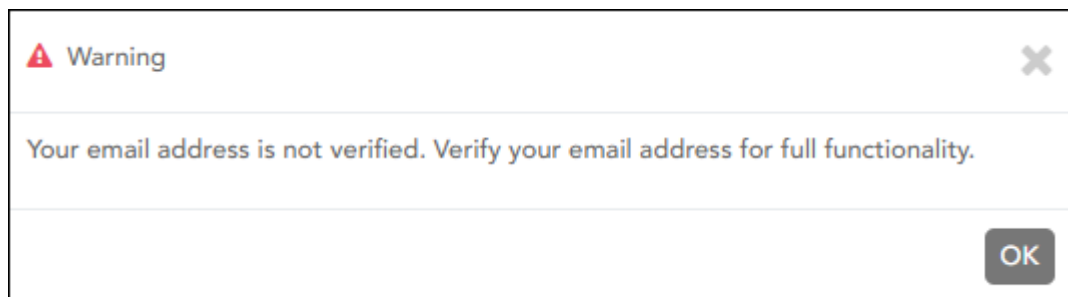 Warning
Your email address is not verified. Verify your email address for full functionality.
OK